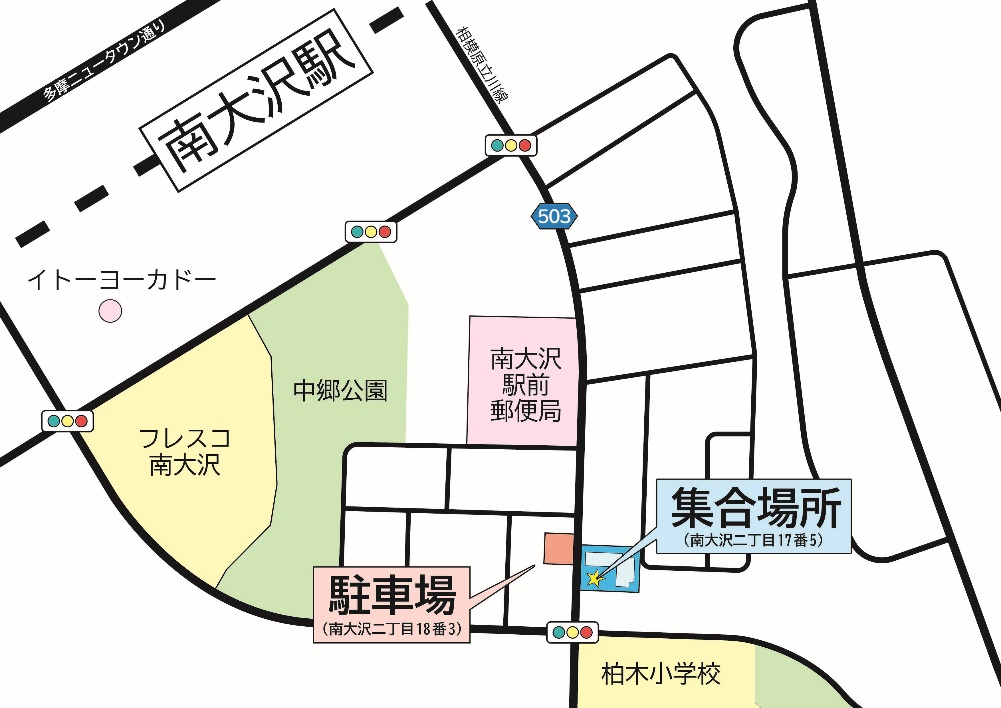 多摩ニュータウン通り
南大沢駅
相模原立川線
503
イトーヨーカドー
中郷公園
南大沢
駅前
郵便局
フレスコ
南大沢
集合場所
(南大沢二丁目17番5)
駐車場
(南大沢二丁目18番3)
柏木小学校